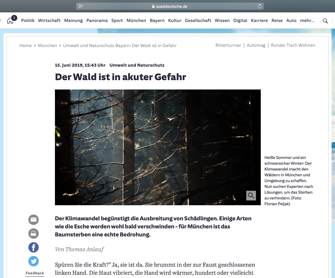 sueddeutsche.de
Politik Wirtschaft Meinung Panorama Sport München Bayern Kultur Gesellschaft Wissen Digital Karriere Reise Auto mehr...
Home > München > Umwelt und Naturschutz Bayern: Der Wald ist in Gefahr
Ritterturnier | Automag | Runder Tisch Wohnen
15. Juni 2019, 15:43 Uhr Umwelt und Naturschutz
Der Wald ist in akuter Gefahr
Heiße Sommer und ein
schneereicher Winter: Der
Klimawandel macht den
Wäldern in München und
Umgebung zu schaffen.
Nun suchen Experten nach
Lösungen, um das Sterben
zu verhindern. (Foto:
Florian Peljak)
Der Klimawandel begünstigt die Ausbreitung von Schädlingen. Einige Arten
wie die Esche werden wohl bald verschwinden - für München ist das
Baumsterben eine echte Bedrohung.
Von Thomas Anlauf
Spüren Sie die Kraft?" Ja, sie ist da. Sie brummt in der zur Faust geschlossenen
linken Hand. Die Haut vibriert, die Hand wird wärmer, hundert oder vielleicht